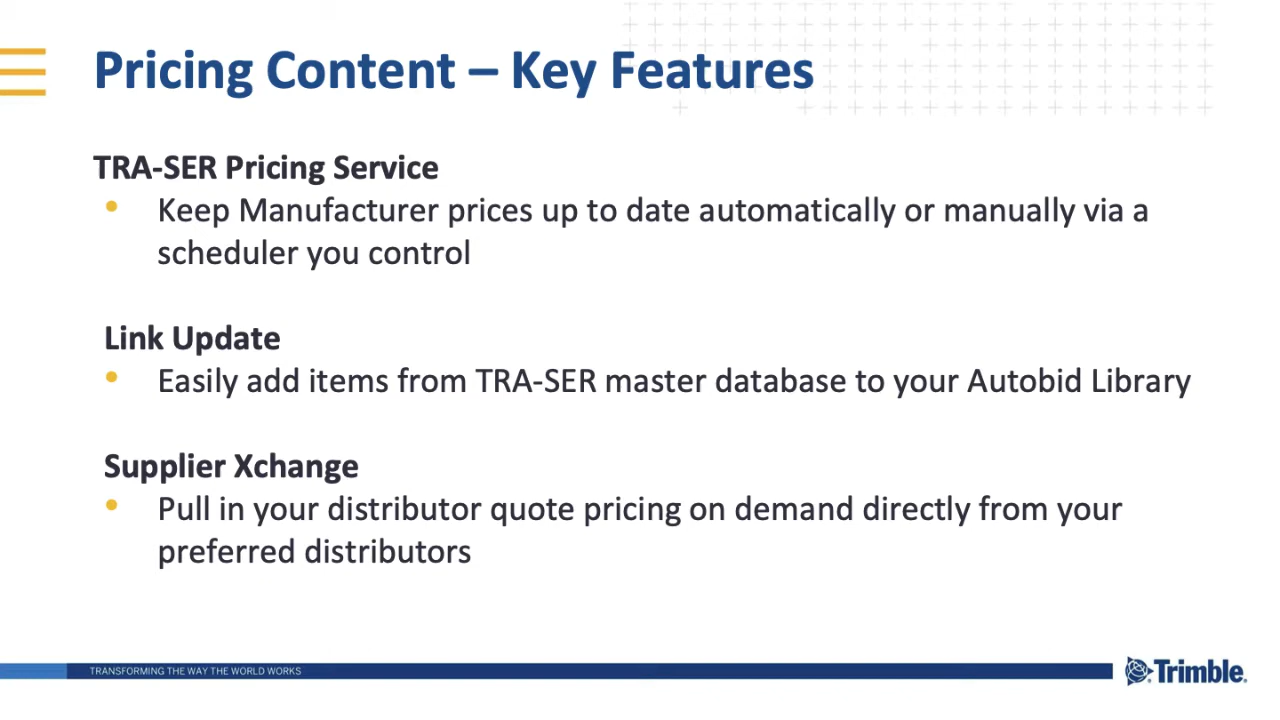 Pricing Content – Key Features
TRA-SER Pricing Service
• Keep Manufacturer prices up to date automatically or manually via a
scheduler you control
Link Update
• Easily add items from TRA-SER master database to your Autobid Library
Supplier Xchange
• Pull in your distributor quote pricing on demand directly from your
preferred distributors
TRANSFORMING THE WAY THE WORLD WORKS
Trimble